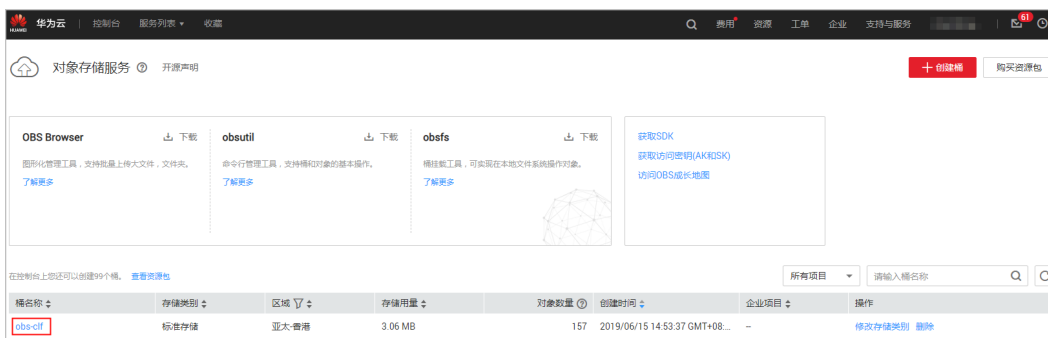 HUAWEI 华为云 控制台 服务列表 收藏 费用 资源 工单 企业 支持与服务 61
对象存储服务 ? 开源声明 + 创建桶 购买资源包
OBS Browser 下载 obsutil 下载 obsfs 下载 获取SDK
获取访问密钥(AK和SK)
图形化管理工具，支持批量上传大文件，文件夹。 命令行管理工具，支持桶和对象的基本操作。 桶挂载工具，可实现在本地文件系统操作对象。
了解更多 了解更多 了解更多 访问OBS成长地图
在控制台上您还可以创建99个桶。 查看资源包 所有项目 请输入桶名称
桶名称 存储类别 区域 存储用量 对象数量 ? 创建时间 企业项目 操作
obs-clf 标准存储 亚太-香港 3.06 MB 157 2019/06/15 14:53:37 GMT+08:... -- 修改存储类别 删除